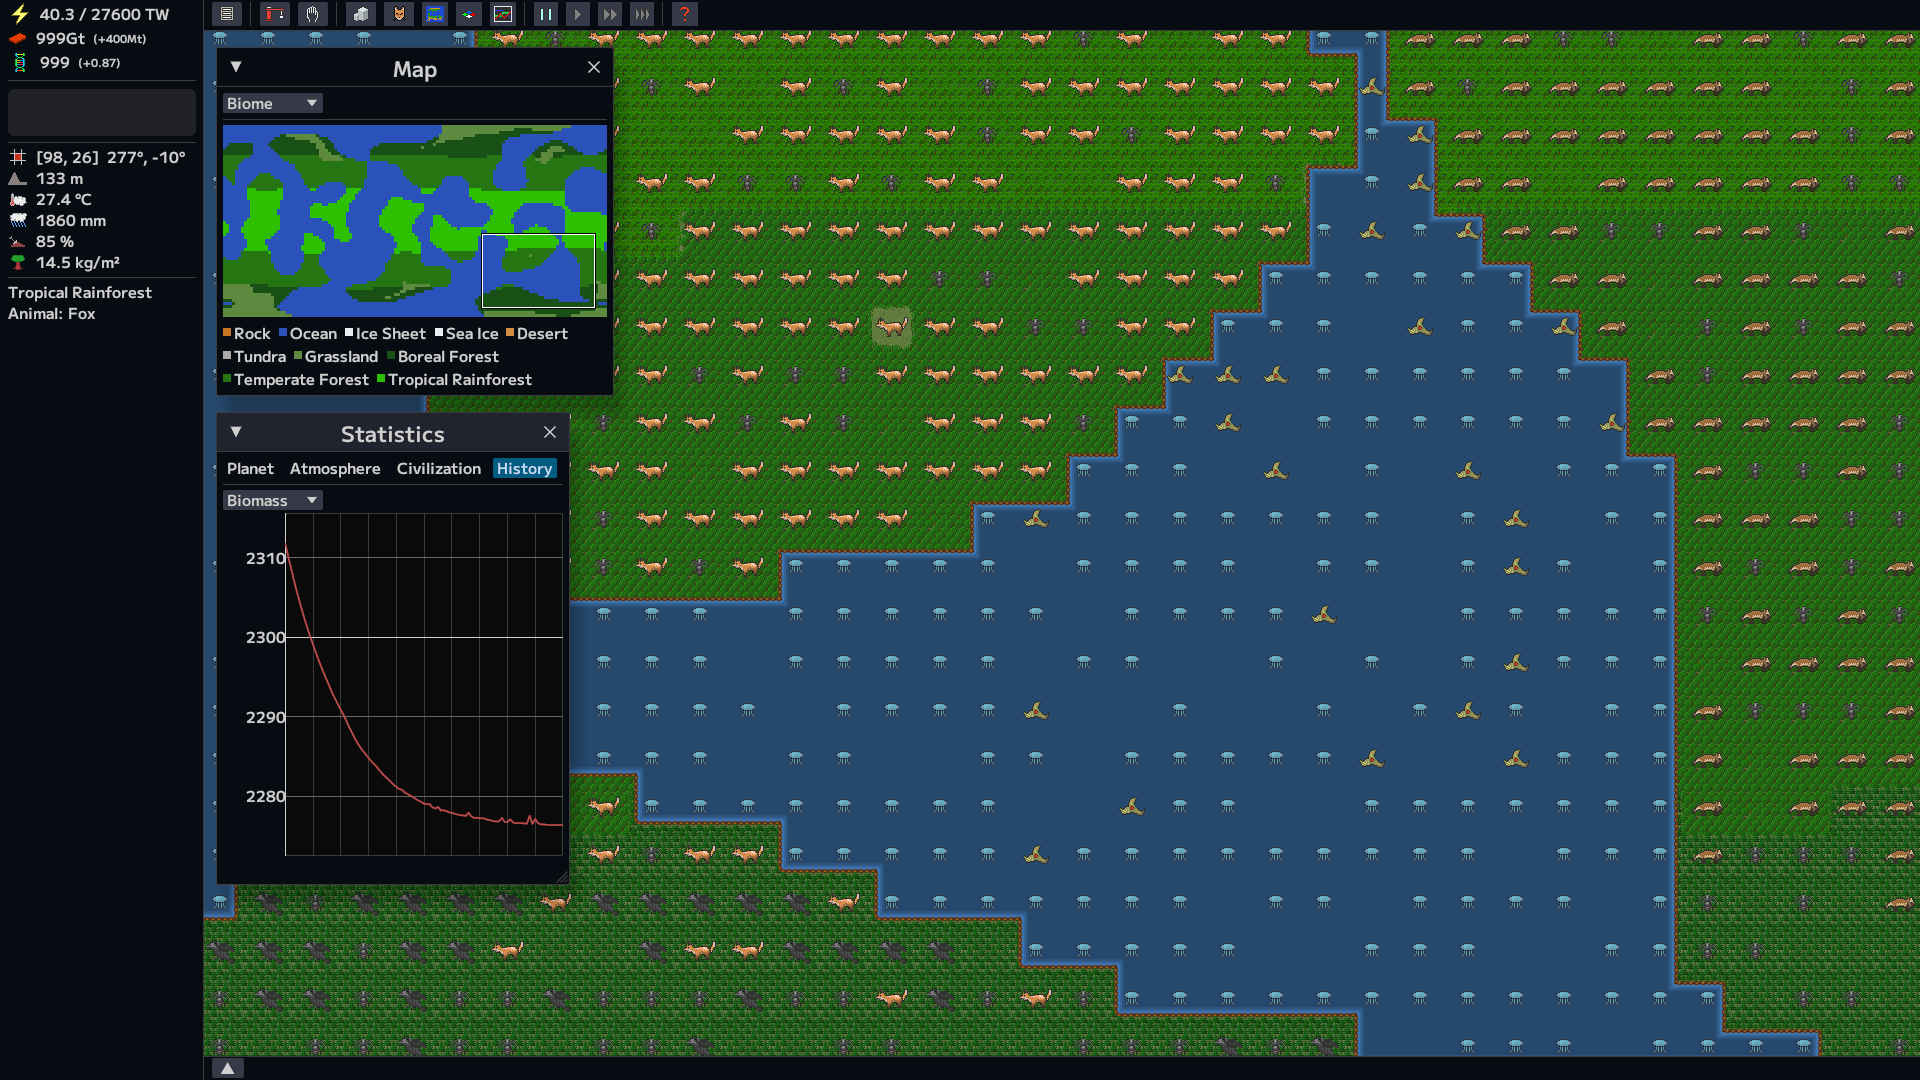 40.3 / 27600 TW
999Gt (+400Mt)
999 (+0.87)
[98, 26] 277°, -10°
133 m
27.4 ℃
1860 mm
85 %
14.5 kg/m²
Tropical Rainforest
Animal: Fox
▼ Map
Biome
Rock Ocean Ice Sheet Sea Ice Desert
Tundra Grassland Boreal Forest
Temperate Forest Tropical Rainforest
▼ Statistics
Planet Atmosphere Civilization History
Biomass
2310
2300
2290
2280
?